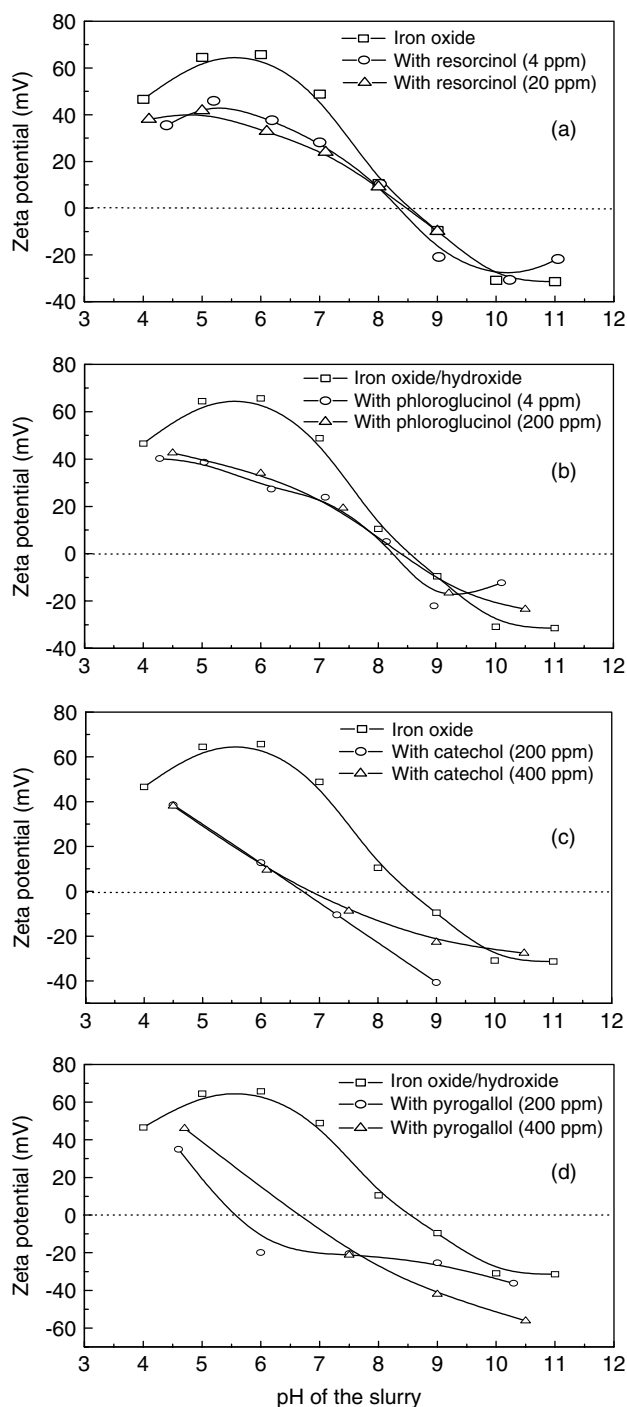 Zeta potential (mV)
80
60
40
20
0
-20
-40
Iron oxide
With resorcinol (4 ppm)
With resorcinol (20 ppm)
(a)
3 4 5 6 7 8 9 10 11 12
Zeta potential (mV)
80
60
40
20
0
-20
-40
Iron oxide/hydroxide
With phloroglucinol (4 ppm)
With phloroglucinol (200 ppm)
(b)
3 4 5 6 7 8 9 10 11 12
Zeta potential (mV)
80
60
40
20
0
-20
-40
Iron oxide
With catechol (200 ppm)
With catechol (400 ppm)
(c)
3 4 5 6 7 8 9 10 11 12
Zeta potential (mV)
80
60
40
20
0
-20
-40
-60
Iron oxide/hydroxide
With pyrogallol (200 ppm)
With pyrogallol (400 ppm)
(d)
3 4 5 6 7 8 9 10 11 12
pH of the slurry